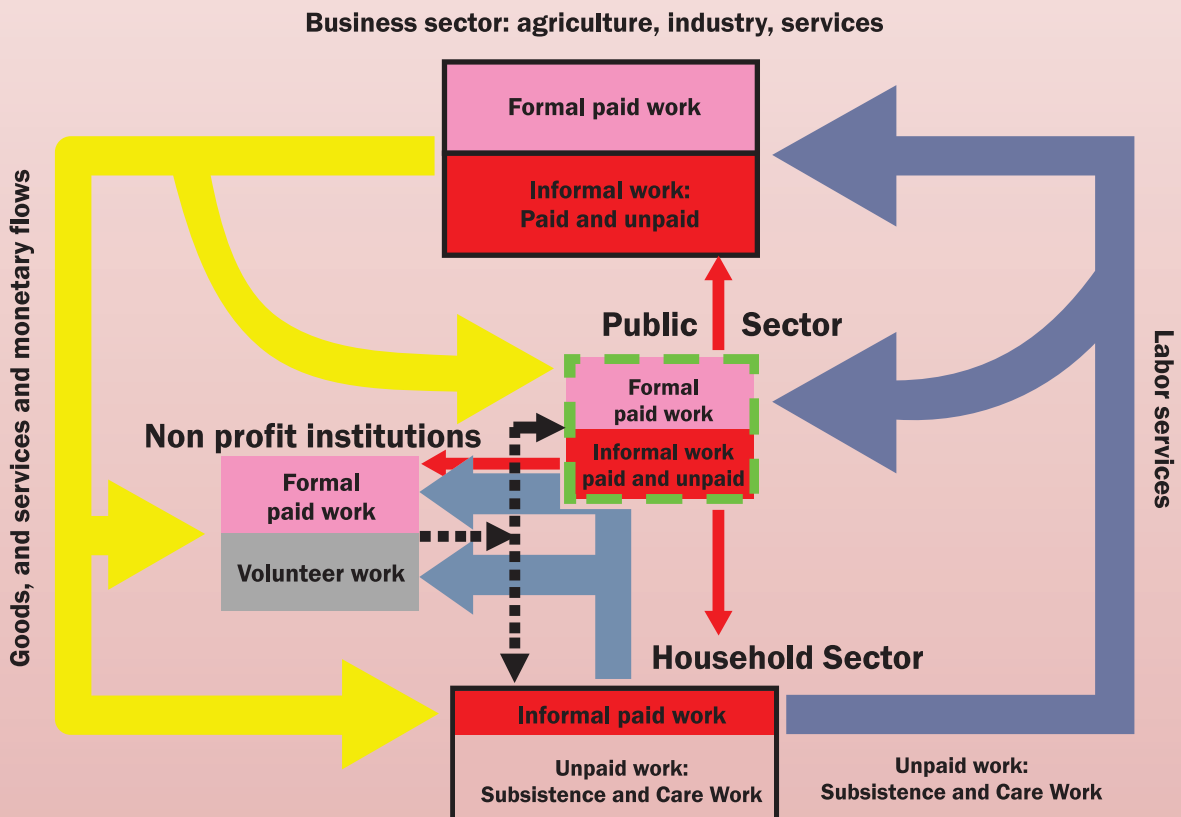 Business sector: agriculture, industry, services
Formal paid work
Informal work:
Paid and unpaid
Goods, and services and monetary flows
Labor services
Public Sector
Formal
paid work
Informal work
paid and unpaid
Non profit institutions
Formal
paid work
Volunteer work
Household Sector
Informal paid work
Unpaid work:
Subsistence and Care Work
Unpaid work:
Subsistence and Care Work